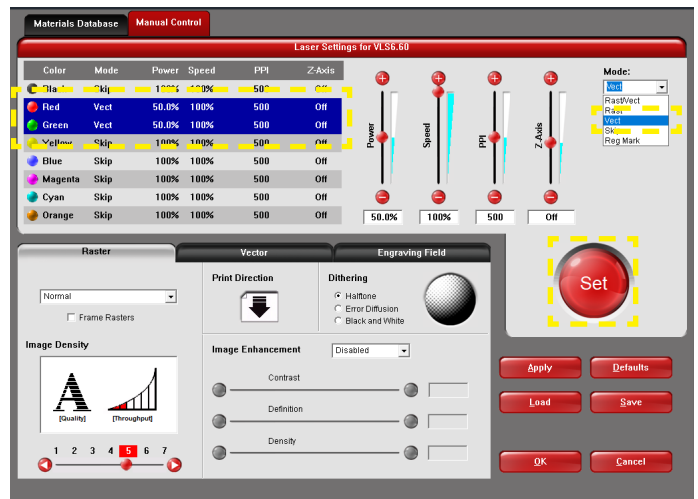 Materials Database Manual Control
Laser Settings for VLS6.60
Color Mode Power Speed PPI Z-Axis
Red Vect 50.0% 100% 500 Off
Green Vect 50.0% 100% 500 Off
Yellow Skip 100% 100% 500 Off
Blue Skip 100% 100% 500 Off
Magenta Skip 100% 100% 500 Off
Cyan Skip 100% 100% 500 Off
Orange Skip 100% 100% 500 Off
Power Speed PPI Z-Axis
50.0% 100% 500 Off
Mode:
Vect
Rast/Vect
Rast
Vect
Skip
Reg Mark
Set
Raster Vector Engraving Field
Normal
Frame Rasters
Print Direction
Dithering
Halftone
Error Diffusion
Black and White
Image Density
A
[Quality] [Throughput]
1 2 3 4 5 6 7
Image Enhancement Disabled
Contrast
Definition
Density
Apply Defaults
Load Save
OK Cancel